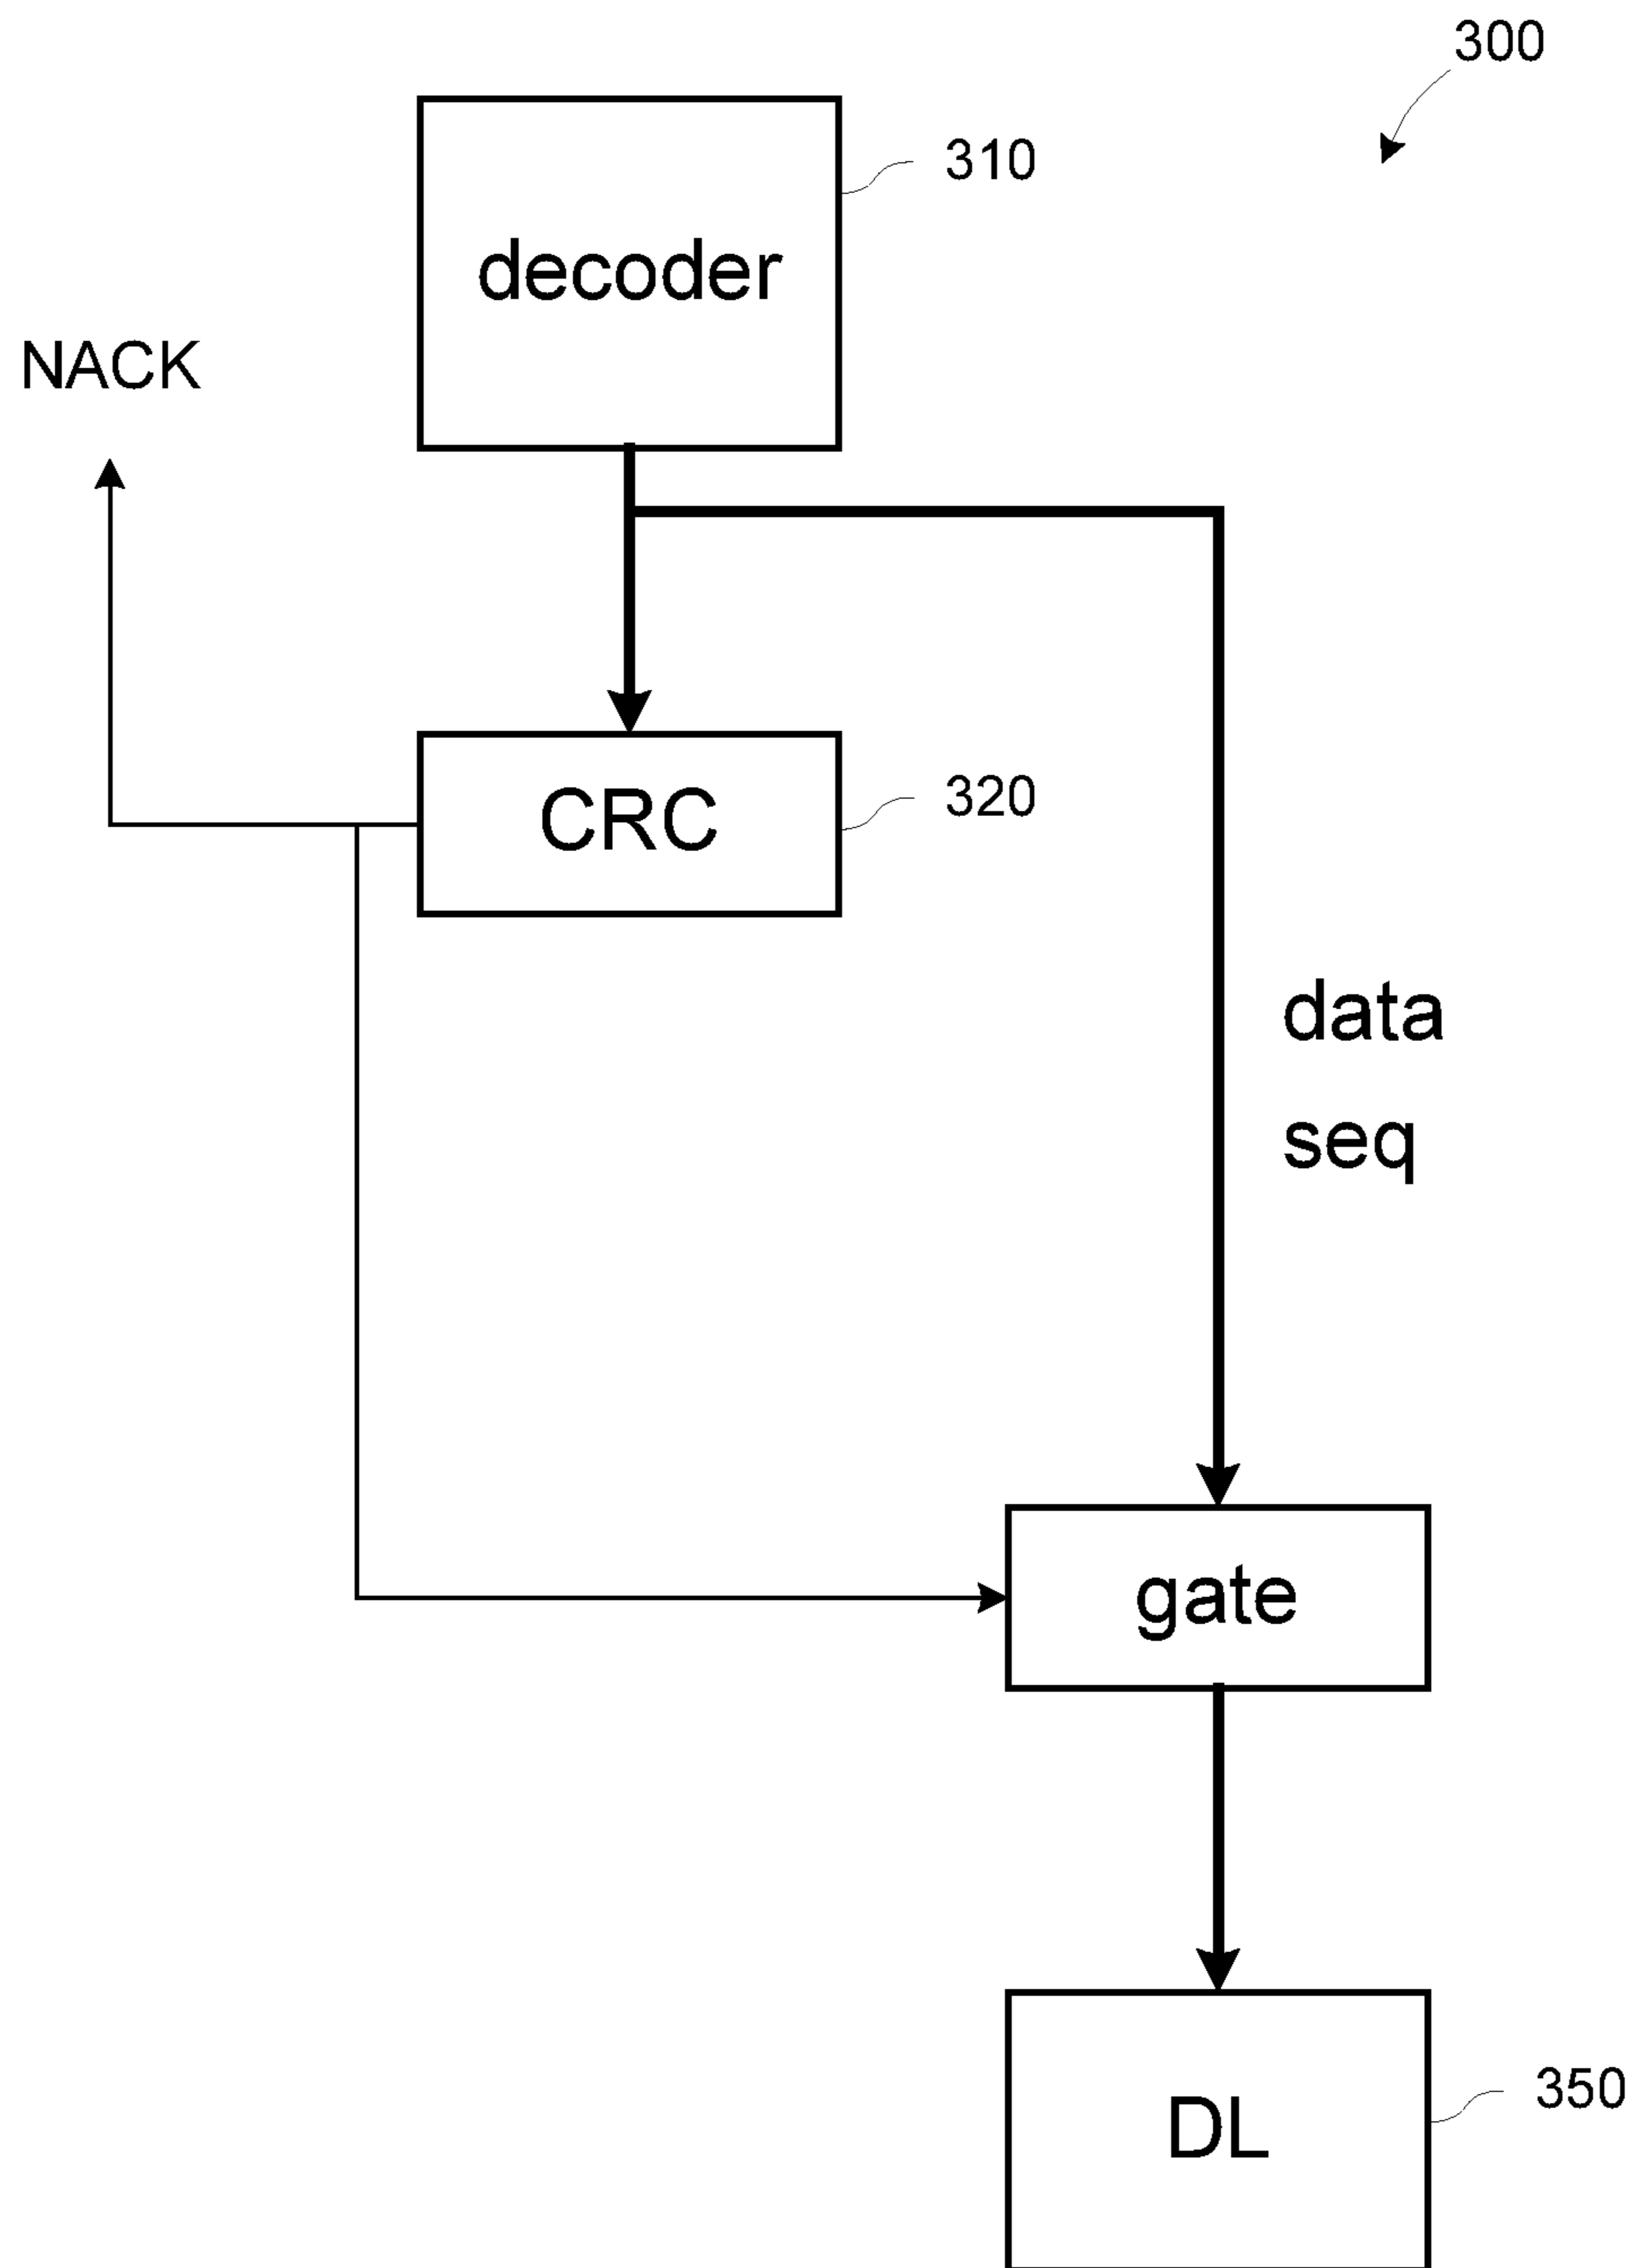 300
310
decoder
NACK
320
CRC
data
seq
gate
350
DL